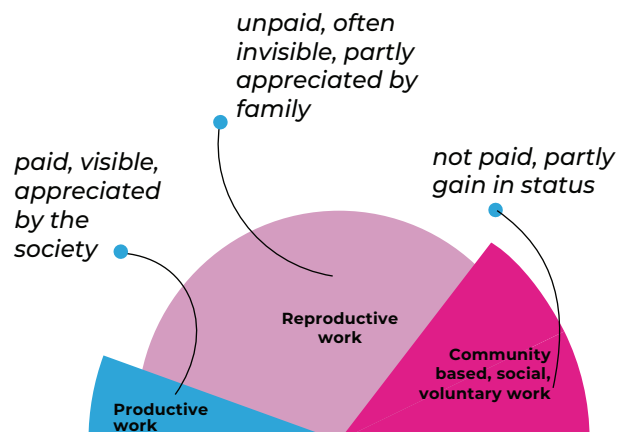 unpaid, often
invisible, partly
appreciated by
family
paid, visible,
appreciated
by the
society
not paid, partly
gain in status
Reproductive
work
Community
based, social,
voluntary work
Productive
work